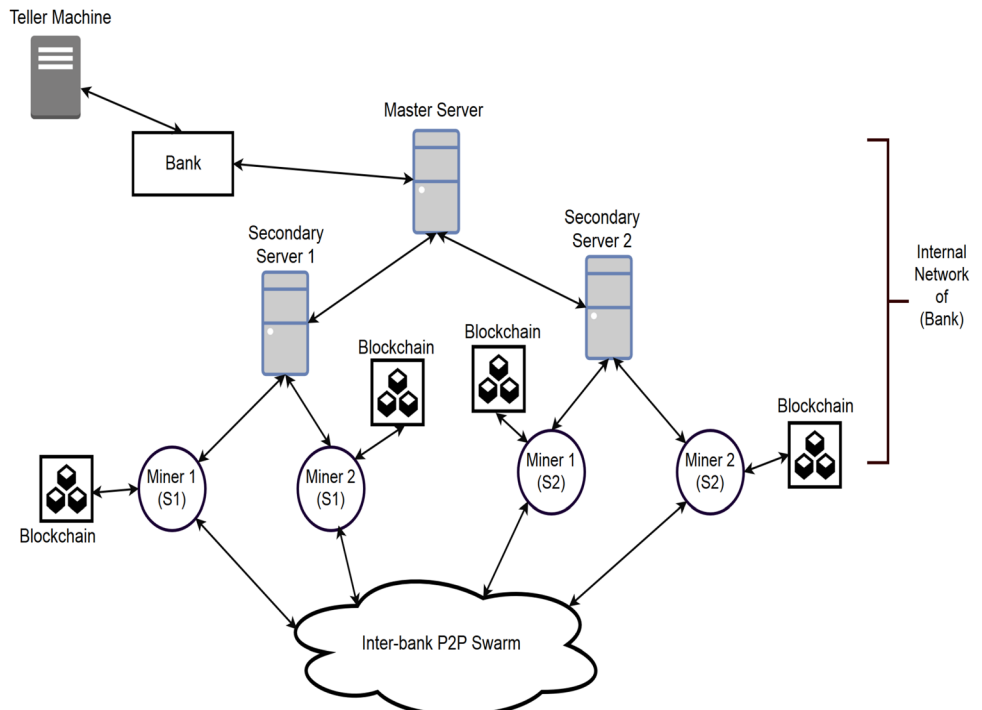 Teller Machine
Master Server
Bank
Secondary
Server 1
Secondary
Server 2
Internal
Network
of
(Bank)
Blockchain
Blockchain
Blockchain
Miner 1
(S1)
Miner 2
(S1)
Miner 1
(S2)
Miner 2
(S2)
Blockchain
Inter-bank P2P Swarm